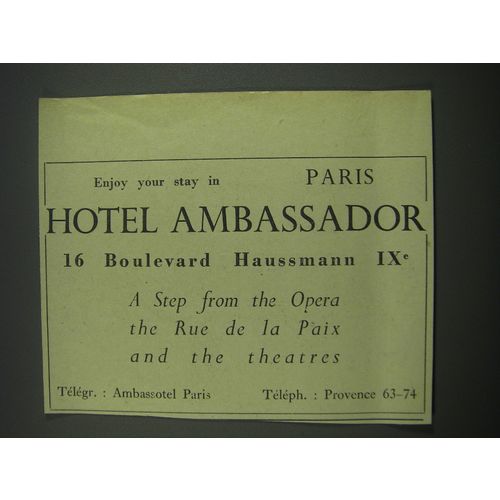 Enjoy your stay in PARIS
HOTEL AMBASSADOR
16 Boulevard Haussmann IXᵉ
A Step from the Opera
the Rue de la Paix
and the theatres
Télégr. : Ambassotel Paris Téléph. : Provence 63–74